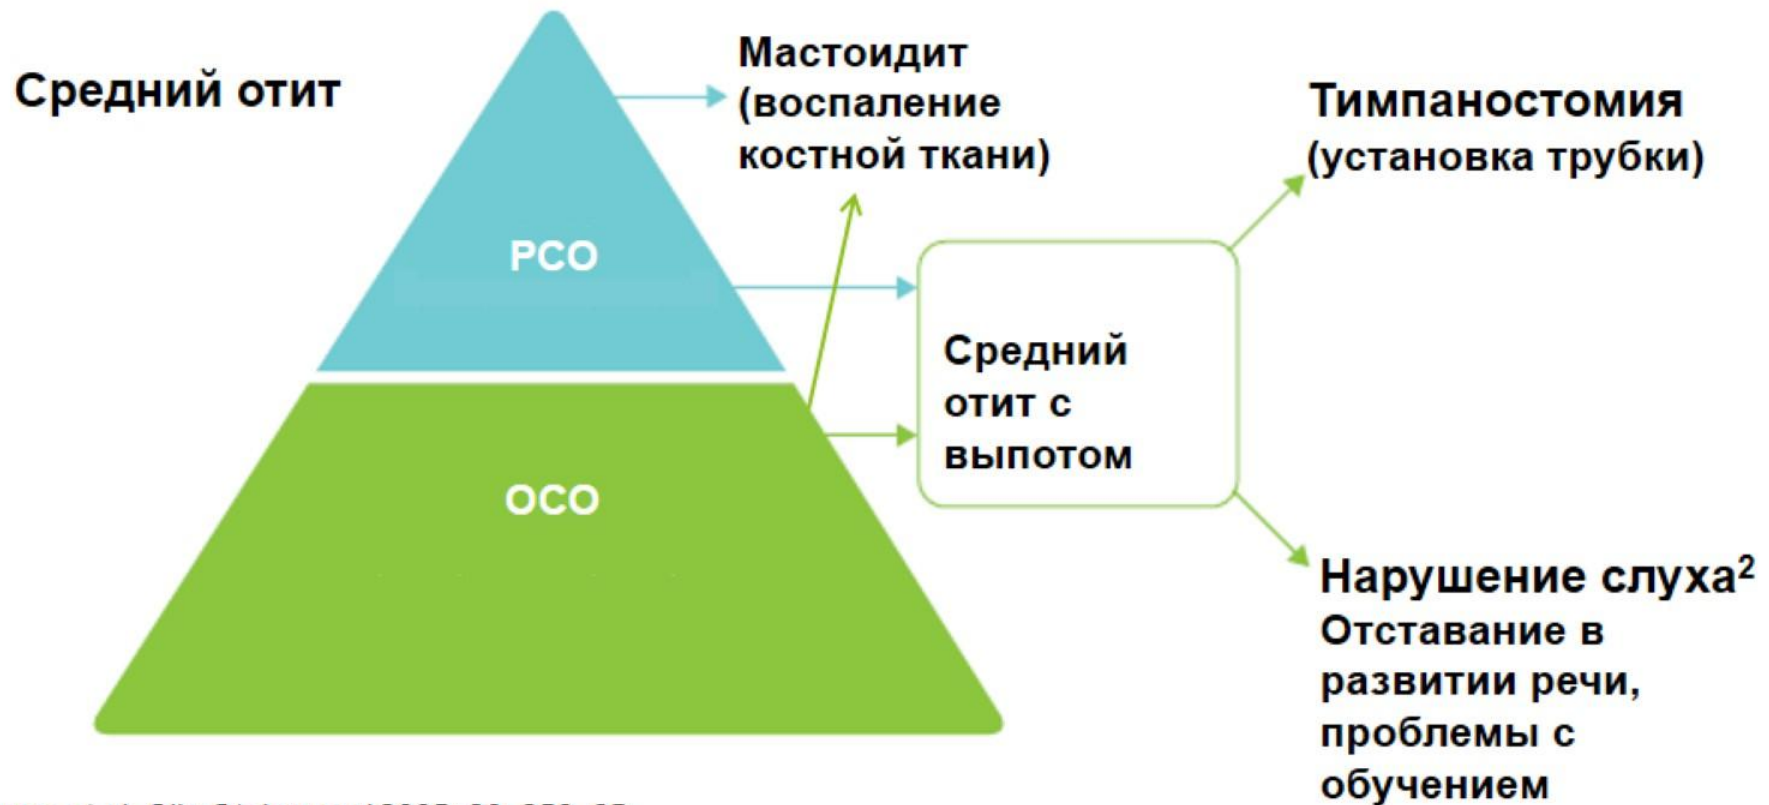 Средний отит
Мастоидит
(воспаление
костной ткани)
Тимпаностомия
(установка трубки)
РСО
Средний
отит с
выпотом
ОСО
Нарушение слуха²
Отставание в
развитии речи,
проблемы с
обучением